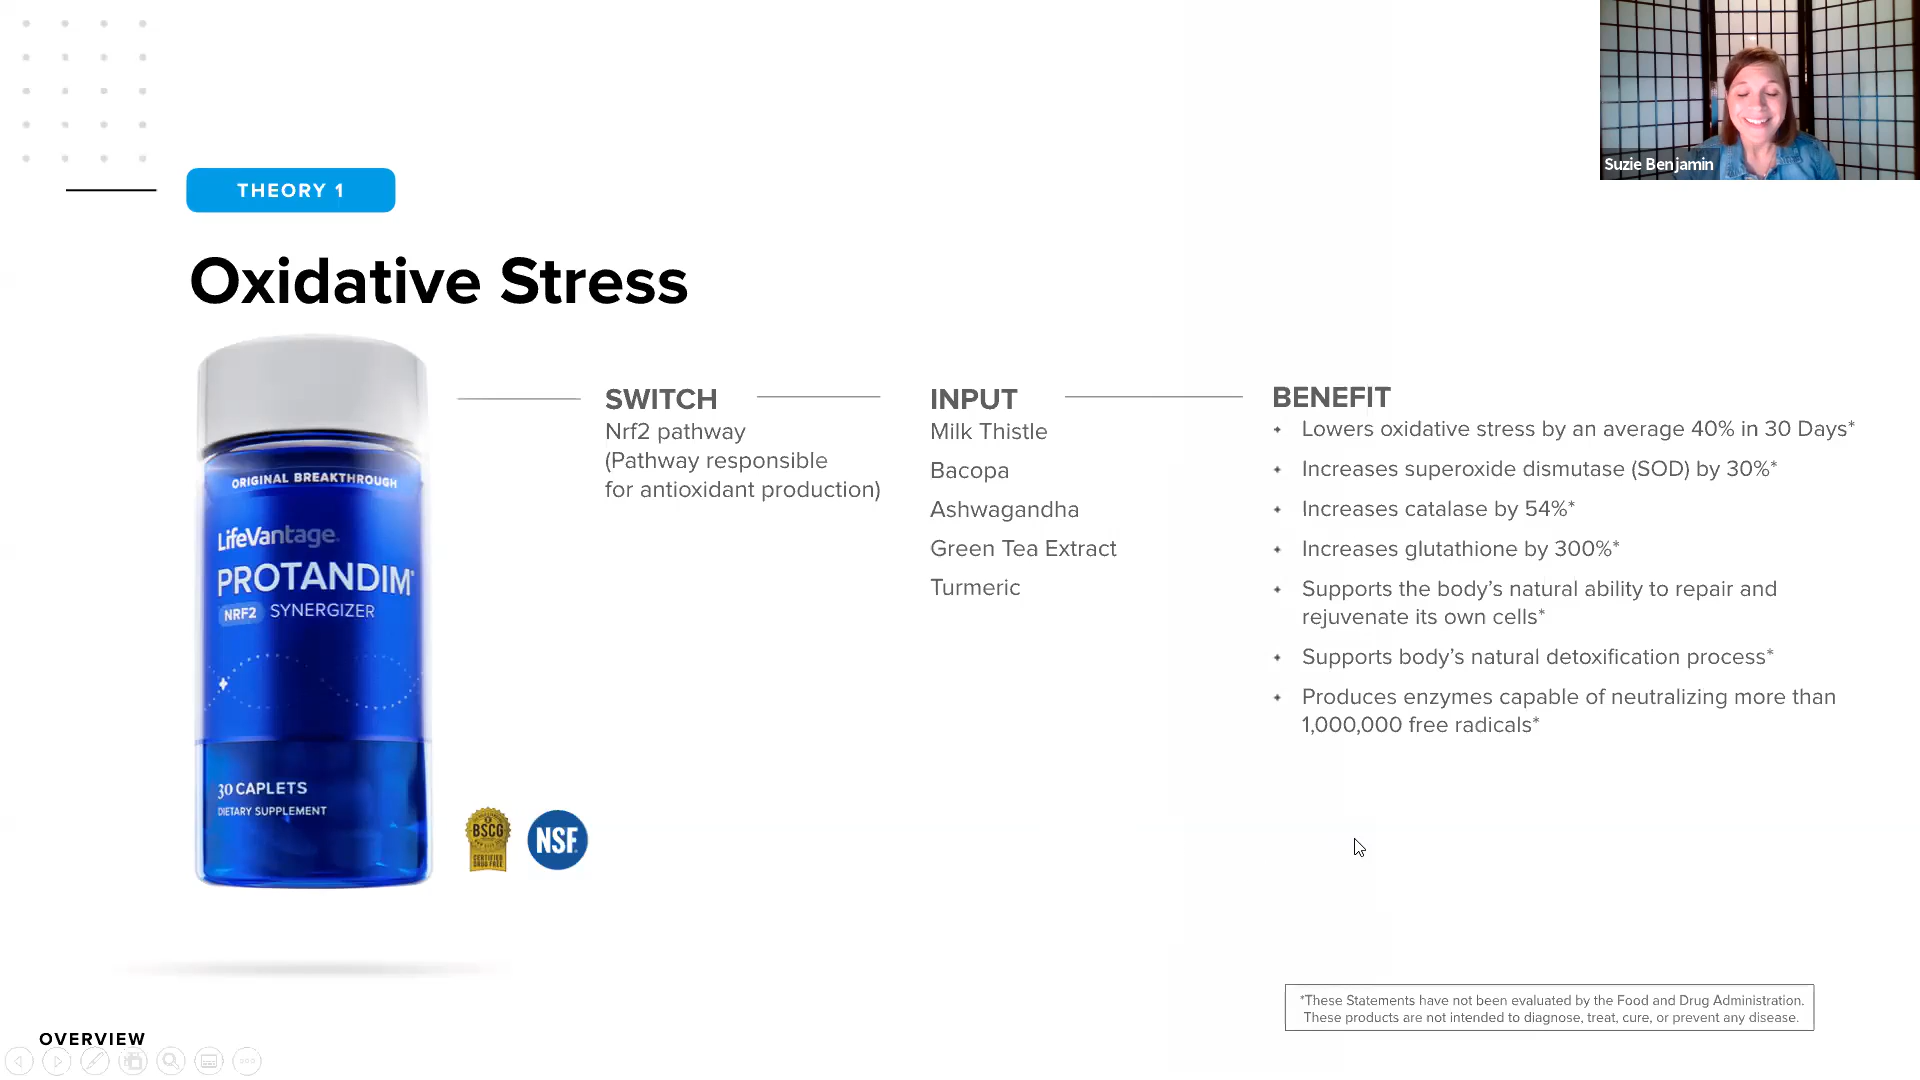 Suzie Benjamin
THEORY 1
Oxidative Stress
ORIGINAL BREAKTHROUGH
LifeVantage
PROTANDIM®
NRF2 SYNERGIZER
30 CAPLETS
DIETARY SUPPLEMENT
BSCG
CERTIFIED
DRUG FREE
NSF
SWITCH
Nrf2 pathway
(Pathway responsible
for antioxidant production)
INPUT
Milk Thistle
Bacopa
Ashwagandha
Green Tea Extract
Turmeric
BENEFIT
Lowers oxidative stress by an average 40% in 30 Days*
Increases superoxide dismutase (SOD) by 30%*
Increases catalase by 54%*
Increases glutathione by 300%*
Supports the body’s natural ability to repair and
rejuvenate its own cells*
Supports body’s natural detoxification process*
Produces enzymes capable of neutralizing more than
1,000,000 free radicals*
*These Statements have not been evaluated by the Food and Drug Administration.
These products are not intended to diagnose, treat, cure, or prevent any disease.
OVERVIEW